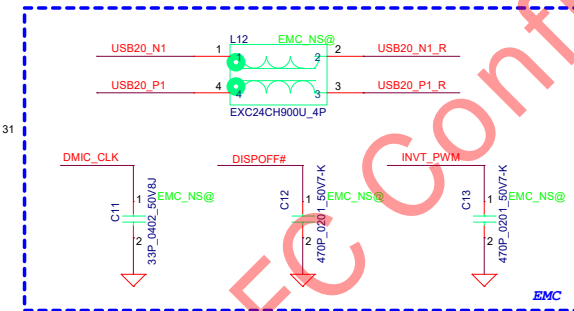 L12 EMC_NS@
USB20_N1 1 1 2 2 USB20_N1_R
USB20_P1 4 4 3 3 USB20_P1_R
EXC24CH900U_4P
31
DMIC_CLK DISPOFF# INVT_PWM
C11 1 2 33P_0402_50V8J EMC_NS@
C12 1 2 470P_0201_50V7-K EMC_NS@
C13 1 2 470P_0201_50V7-K EMC_NS@
EMC
EC Conf